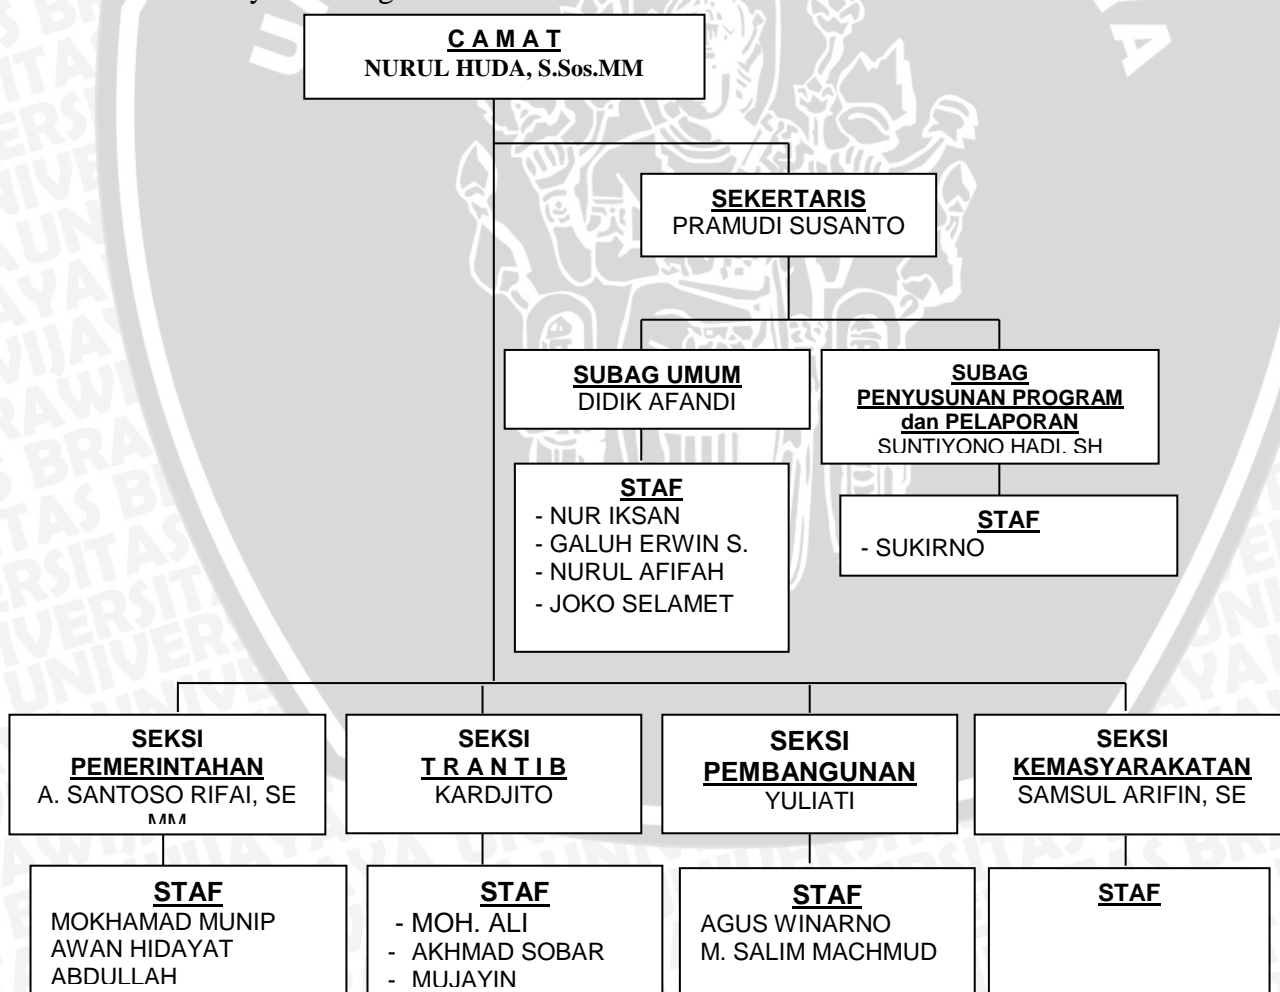 C A M A T
NURUL HUDA, S.Sos.MM
SEKERTARIS
PRAMUDI SUSANTO
SUBAG UMUM
DIDIK AFANDI
SUBAG
PENYUSUNAN PROGRAM
dan PELAPORAN
SUNTIYONO HADI. SH
STAF
- NUR IKSAN
- GALUH ERWIN S.
- NURUL AFIFAH
- JOKO SELAMET
STAF
- SUKIRNO
SEKSI
PEMERINTAHAN
A. SANTOSO RIFAI, SE
MM
SEKSI
T R A N T I B
KARDJITO
SEKSI
PEMBANGUNAN
YULIATI
SEKSI
KEMASYARAKATAN
SAMSUL ARIFIN, SE
STAF
MOKHAMAD MUNIP
AWAN HIDAYAT
ABDULLAH
STAF
- MOH. ALI
- AKHMAD SOBAR
- MUJAYIN
STAF
AGUS WINARNO
M. SALIM MACHMUD
STAF